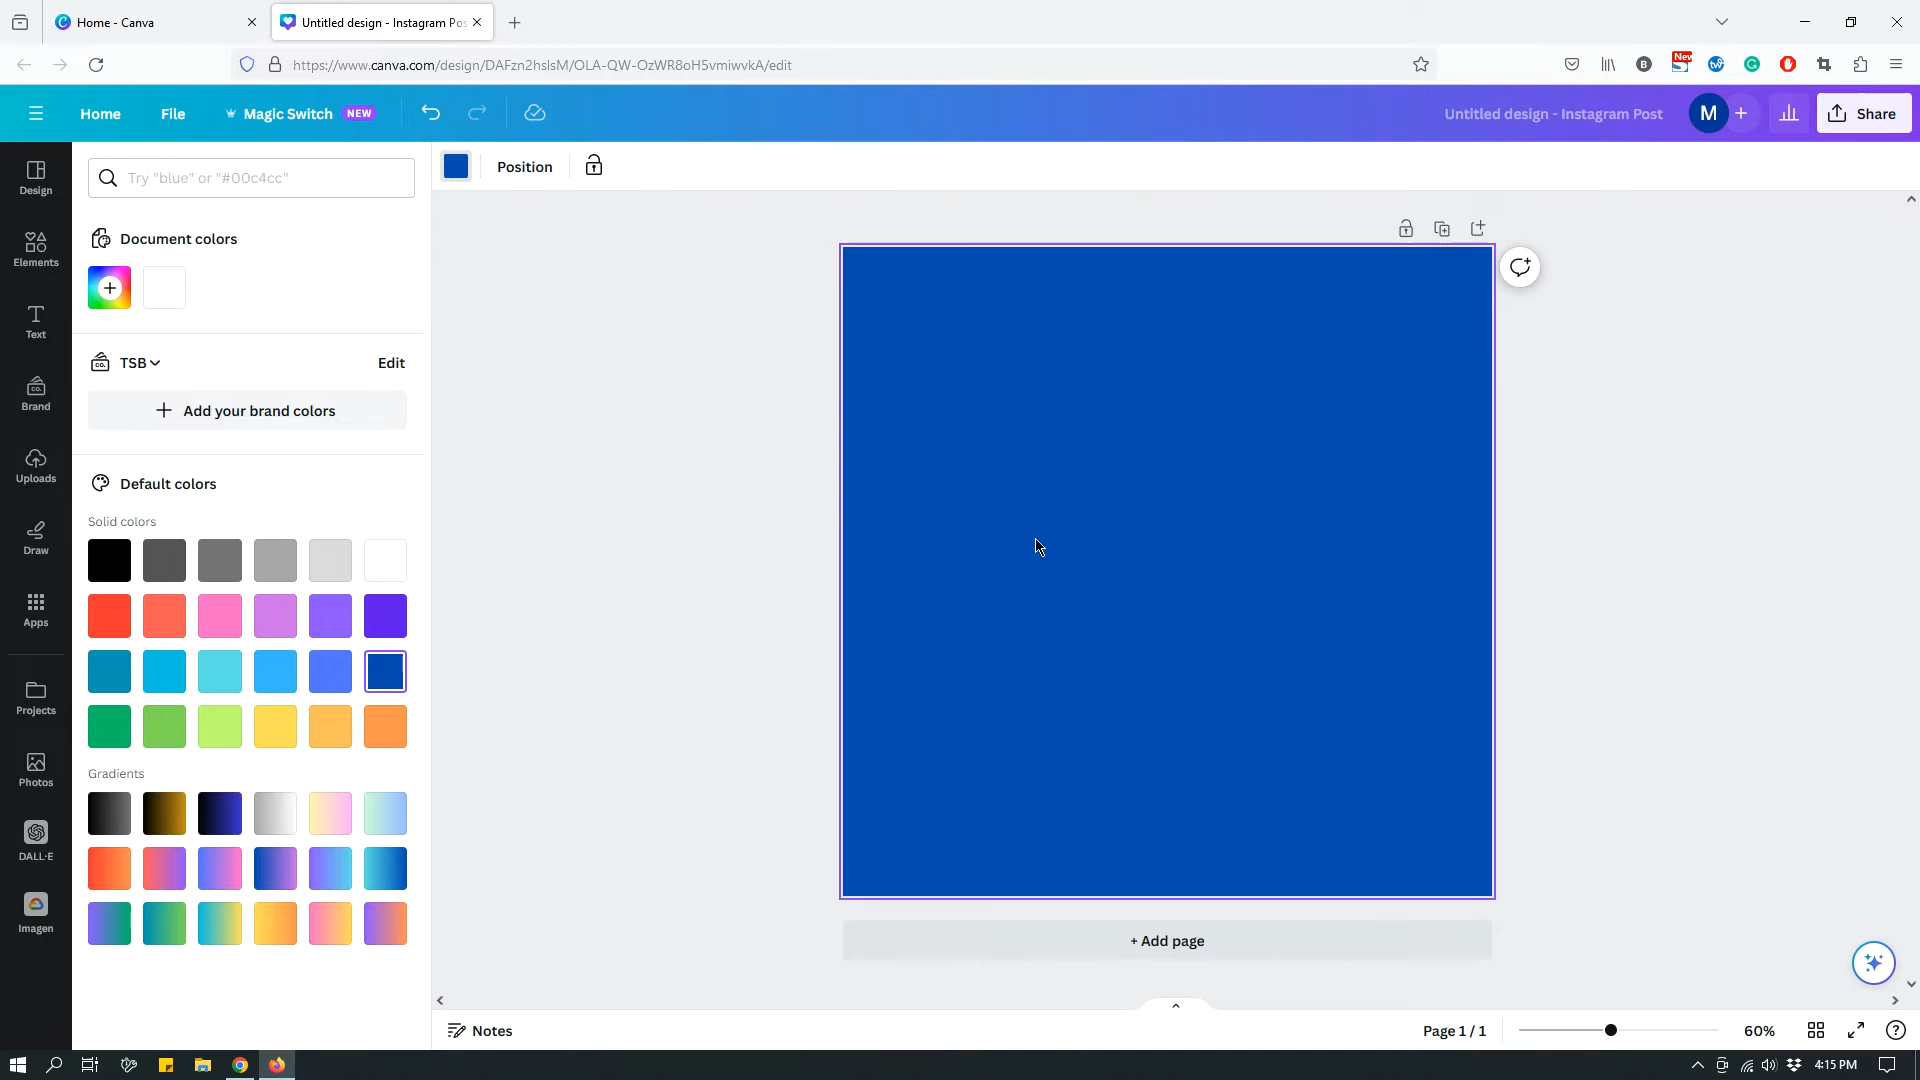 Home - Canva
Untitled design - Instagram Pos
https://www.canva.com/design/DAFzn2hsIsM/OLA-QW-OzWR8oH5vmiwvkA/edit
New
Home
File
Magic Switch NEW
Untitled design - Instagram Post
M
Share
Design
Elements
Text
Brand
Uploads
Draw
Apps
Projects
Photos
DALL·E
Imagen
Try "blue" or "#00c4cc"
Document colors
TSB
Edit
Add your brand colors
Default colors
Solid colors
Gradients
Position
+ Add page
Notes
Page 1 / 1
60%
4:15 PM